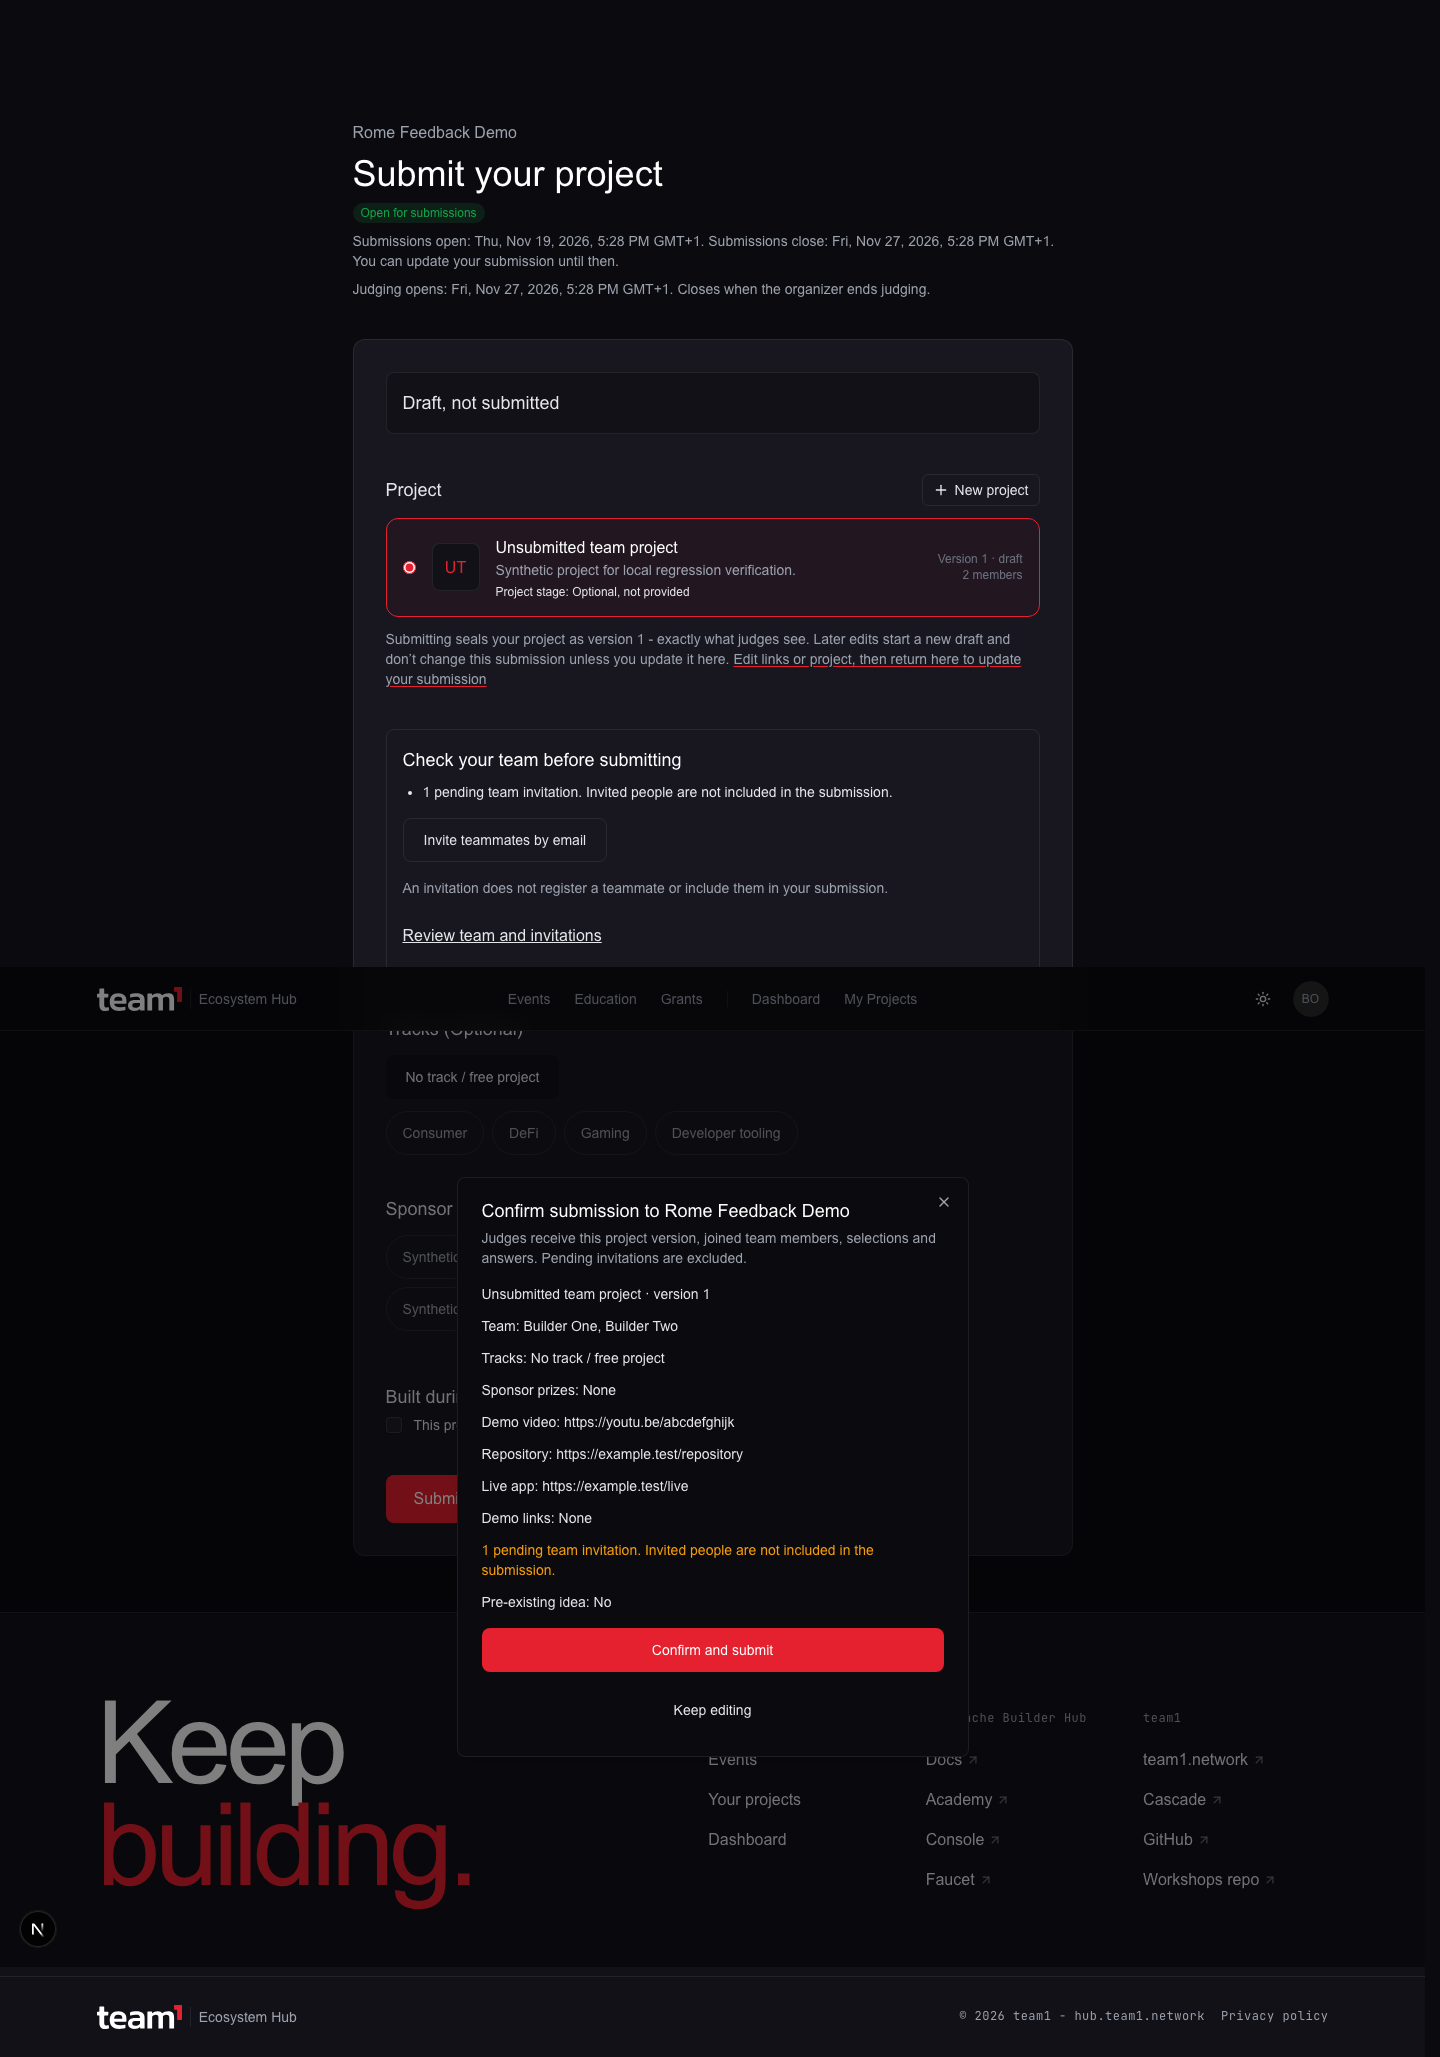 Rome Feedback Demo
Submit your project
Open for submissions
Submissions open: Thu, Nov 19, 2026, 5:28 PM GMT+1. Submissions close: Fri, Nov 27, 2026, 5:28 PM GMT+1.
You can update your submission until then.
Judging opens: Fri, Nov 27, 2026, 5:28 PM GMT+1. Closes when the organizer ends judging.
Draft, not submitted
Project
New project
UT
Unsubmitted team project
Synthetic project for local regression verification.
Project stage: Optional, not provided
Version 1 · draft
2 members
Submitting seals your project as version 1 - exactly what judges see. Later edits start a new draft and
don't change this submission unless you update it here. Edit links or project, then return here to update
your submission
Check your team before submitting
• 1 pending team invitation. Invited people are not included in the submission.
Invite teammates by email
An invitation does not register a teammate or include them in your submission.
Review team and invitations
team1 Ecosystem Hub
Events Education Grants Dashboard My Projects
BO
Tracks (Optional)
No track / free project
Consumer DeFi Gaming Developer tooling
Sponsor
Synthetic
Synthetic
Built
This
Confirm submission to Rome Feedback Demo
Judges receive this project version, joined team members, selections and
answers. Pending invitations are excluded.
Unsubmitted team project · version 1
Team: Builder One, Builder Two
Tracks: No track / free project
Sponsor prizes: None
Demo video: https://youtu.be/abcdefghijk
Repository: https://example.test/repository
Live app: https://example.test/live
Demo links: None
1 pending team invitation. Invited people are not included in the
submission.
Pre-existing idea: No
Confirm and submit
Keep editing
Keep
building.
Events
Your projects
Dashboard
Builder Hub
Docs
Academy
Console
Faucet
team1
team1.network
Cascade
GitHub
Workshops repo
N
team1 Ecosystem Hub
© 2026 team1 - hub.team1.network Privacy policy